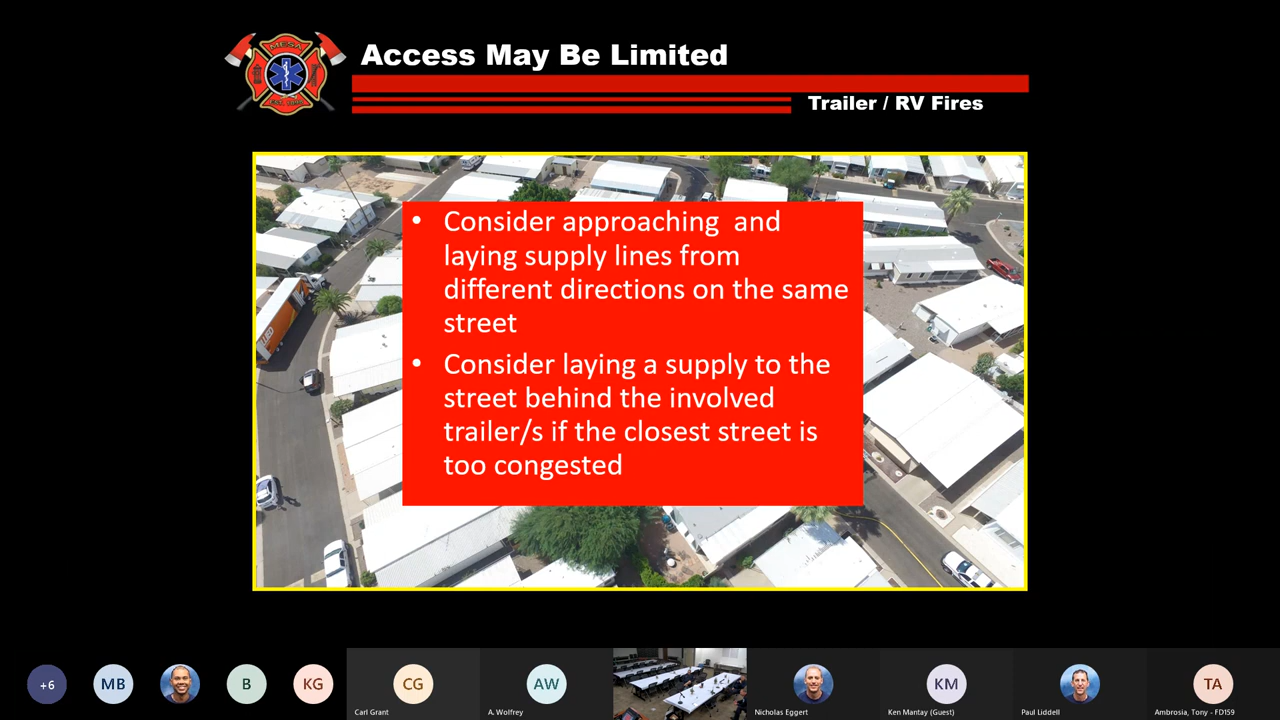 MESA
EST. 1898
Access May Be Limited
Trailer / RV Fires
• Consider approaching  and
laying supply lines from
different directions on the same
street
• Consider laying a supply to the
street behind the involved
trailer/s if the closest street is
too congested
+6
MB
B
KG
CG
AW
KM
TA
Carl Grant
A. Wolfrey
Nicholas Eggert
Ken Mantay (Guest)
Paul Liddell
Ambrosia, Tony - FD159